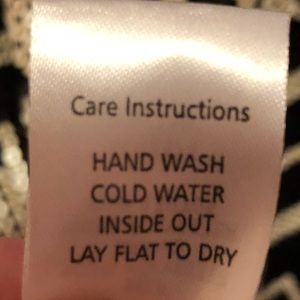 Care Instructions
HAND WASH
COLD WATER
INSIDE OUT
LAY FLAT TO DRY